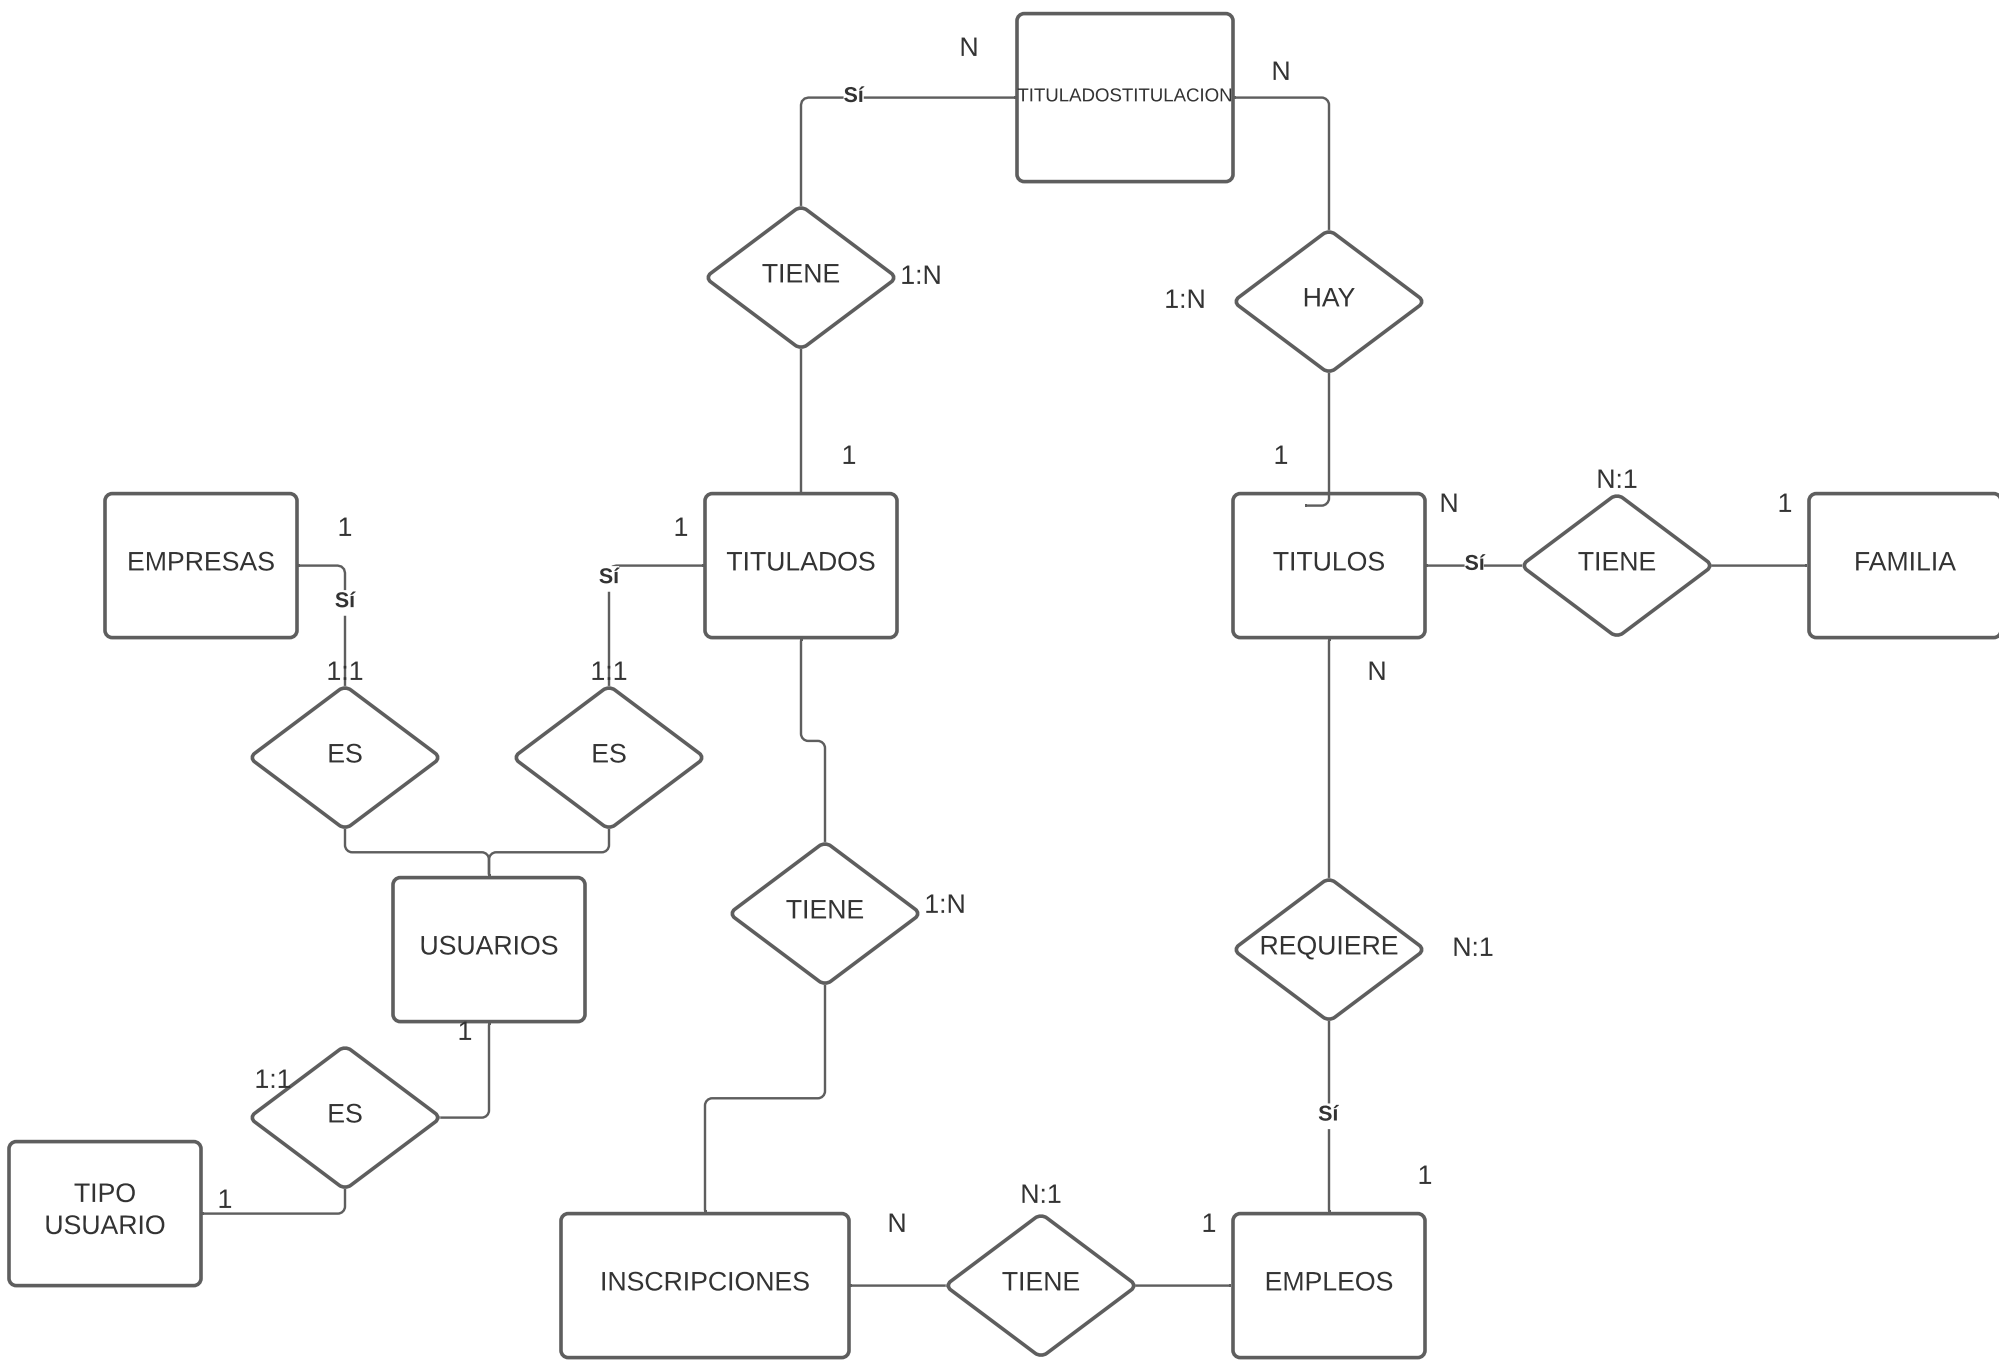 N
N
Sí
TITULADOSTITULACION
TIENE
1:N
1:N
HAY
1
1
N:1
N
1
1
1
EMPRESAS
Sí
TITULADOS
TITULOS
Sí
TIENE
FAMILIA
Sí
1:1
1:1
N
ES
ES
TIENE
1:N
USUARIOS
REQUIERE
N:1
1
1:1
ES
Sí
1
TIPO
USUARIO
1
N
N:1
1
INSCRIPCIONES
TIENE
EMPLEOS